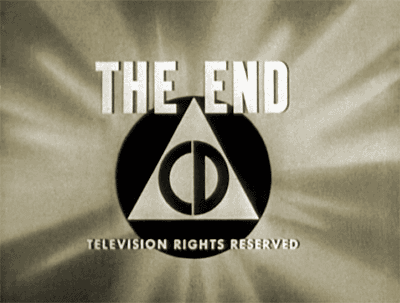 THE END
CD
TELEVISION RIGHTS RESERVED